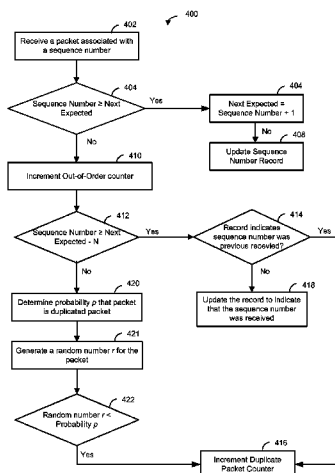 400
402
Receive a packet associated with
a sequence number
404
Sequence Number ≥ Next
Expected
Yes
404
Next Expected =
Sequence Number + 1
No
408
Update Sequence
Number Record
410
Increment Out-of-Order counter
412
Sequence Number ≥ Next
Expected - N
Yes
414
Record indicates
sequence number was
previous recevied?
Yes
No
No
420
Determine probability p that packet
is duplicated packet
418
Update the record to indicate
that the sequence number
was received
421
Generate a random number r for the
packet
422
Random number r <
Probability p
Yes
416
Increment Duplicate
Packet Counter